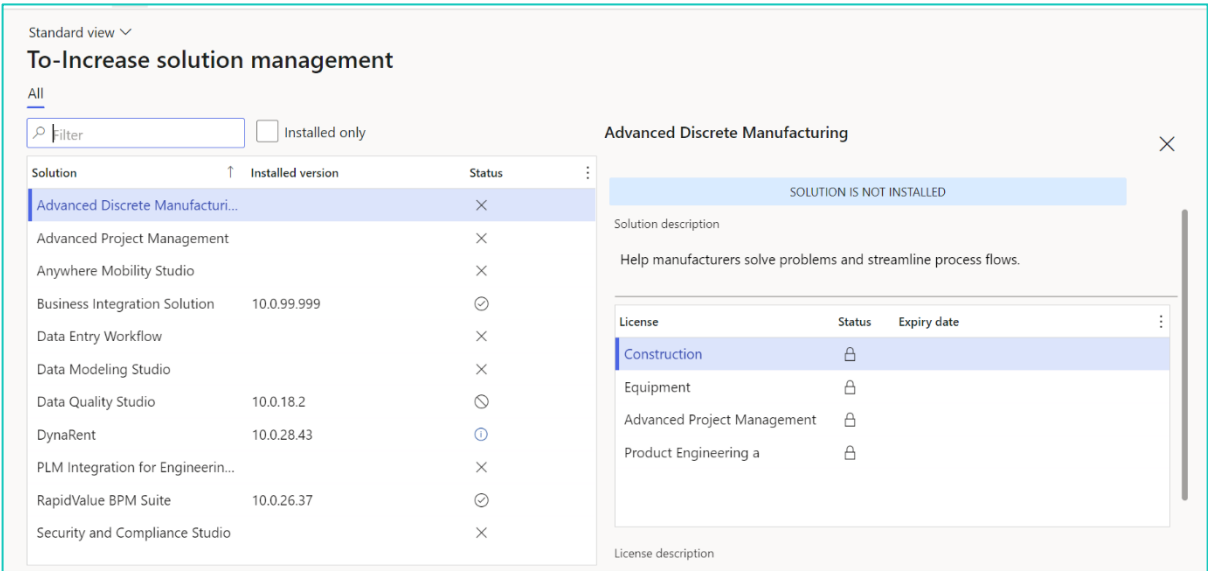 Standard view
To-Increase solution management
All
Filter
Installed only
Solution Installed version Status
Advanced Discrete Manufacturi...
Advanced Project Management
Anywhere Mobility Studio
Business Integration Solution 10.0.99.999
Data Entry Workflow
Data Modeling Studio
Data Quality Studio 10.0.18.2
DynaRent 10.0.28.43
PLM Integration for Engineerin...
RapidValue BPM Suite 10.0.26.37
Security and Compliance Studio
Advanced Discrete Manufacturing
SOLUTION IS NOT INSTALLED
Solution description
Help manufacturers solve problems and streamline process flows.
License Status Expiry date
Construction
Equipment
Advanced Project Management
Product Engineering a
License description